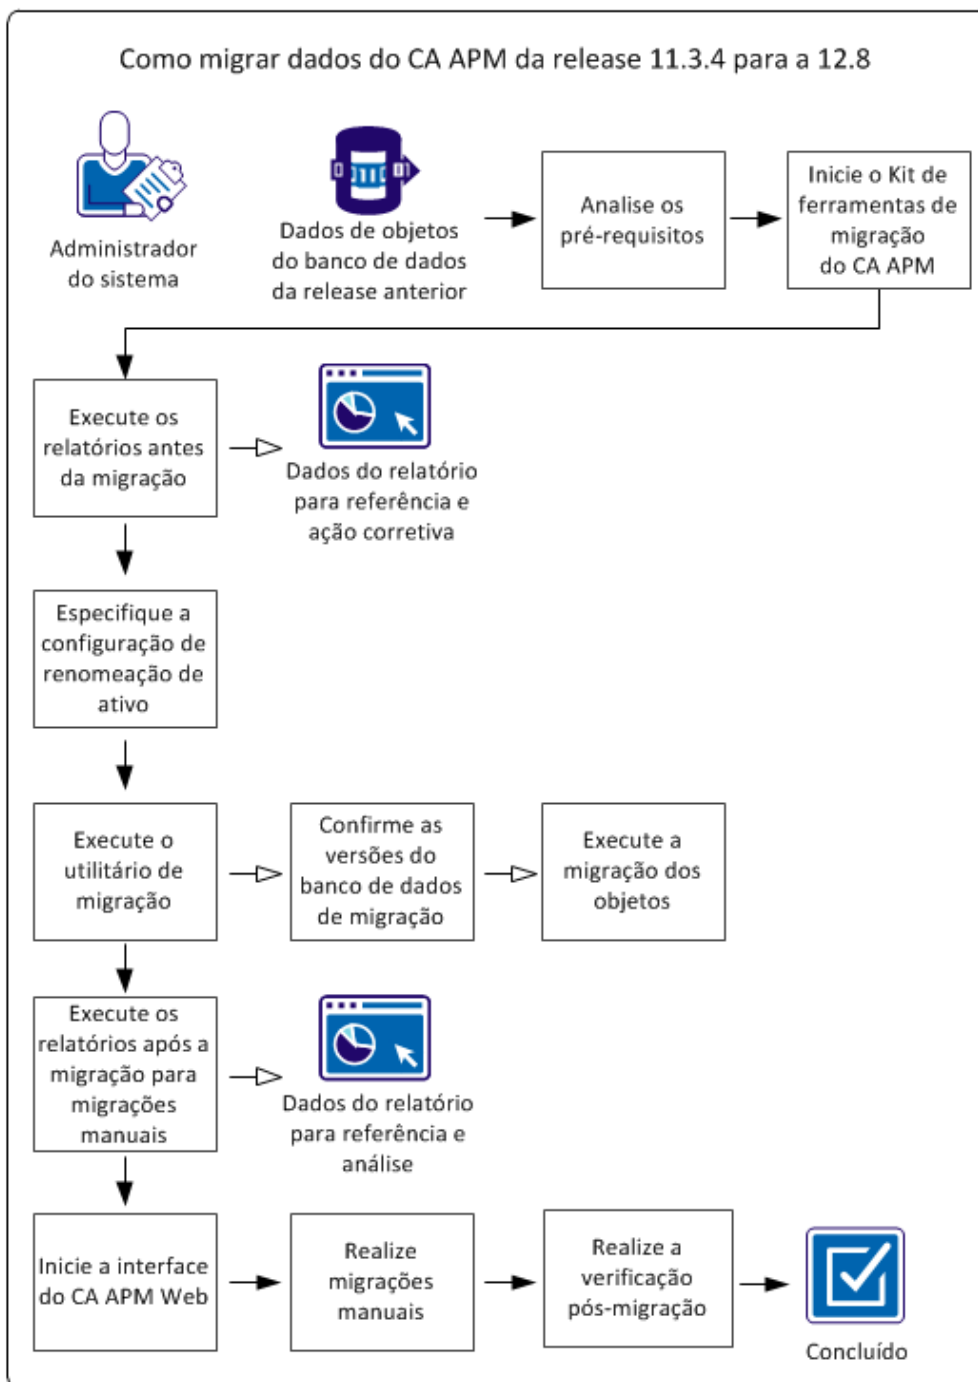 Como migrar dados do CA APM da release 11.3.4 para a 12.8
Administrador
do sistema
Dados de objetos
do banco de dados
da release anterior
Analise os
pré-requisitos
Inicie o Kit de
ferramentas de
migração
do CA APM
Execute os
relatórios antes
da migração
Dados do relatório
para referência e
ação corretiva
Especifique a
configuração de
renomeação de
ativo
Execute o
utilitário de
migração
Confirme as
versões do
banco de dados
de migração
Execute a
migração dos
objetos
Execute os
relatórios após a
migração para
migrações
manuais
Dados do relatório
para referência e
análise
Inicie a interface
do CA APM Web
Realize
migrações
manuais
Realize a
verificação
pós-migração
Concluído